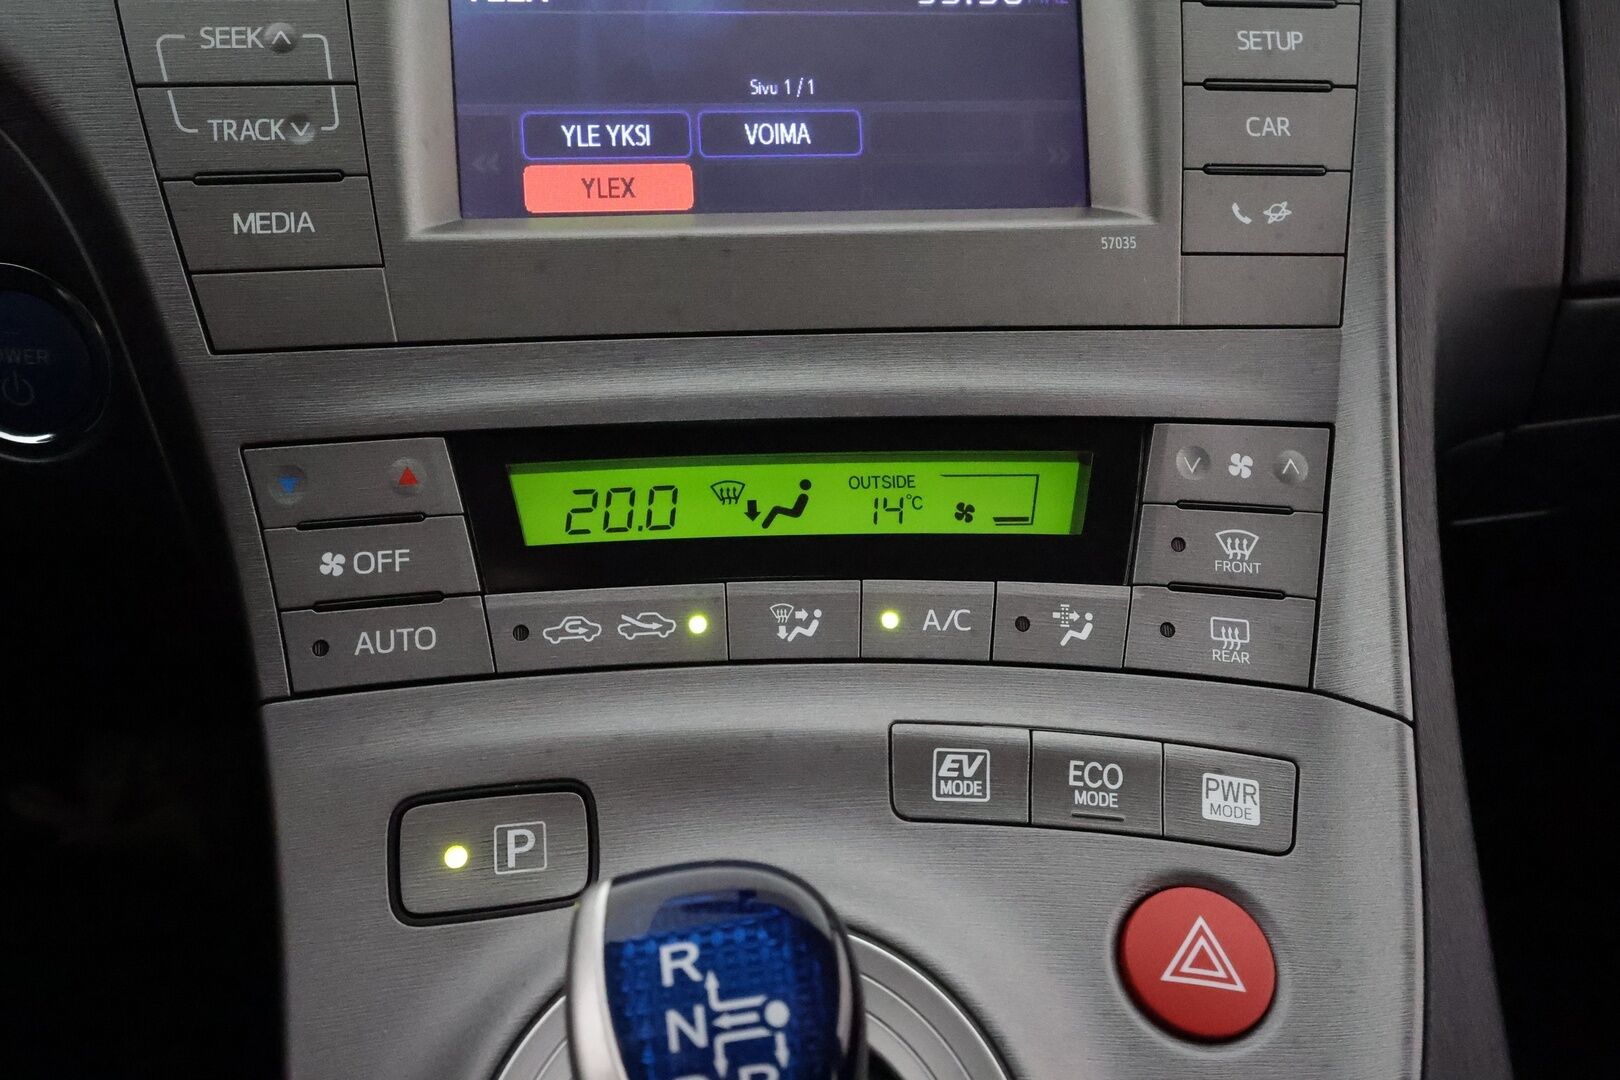 SEEK
TRACK
MEDIA
Sivu 1 / 1
YLE YKSI
VOIMA
YLEX
SETUP
CAR
57035
20.0
OUTSIDE
14°C
OFF
AUTO
A/C
FRONT
REAR
EV
MODE
ECO
MODE
PWR
MODE
P
R
N